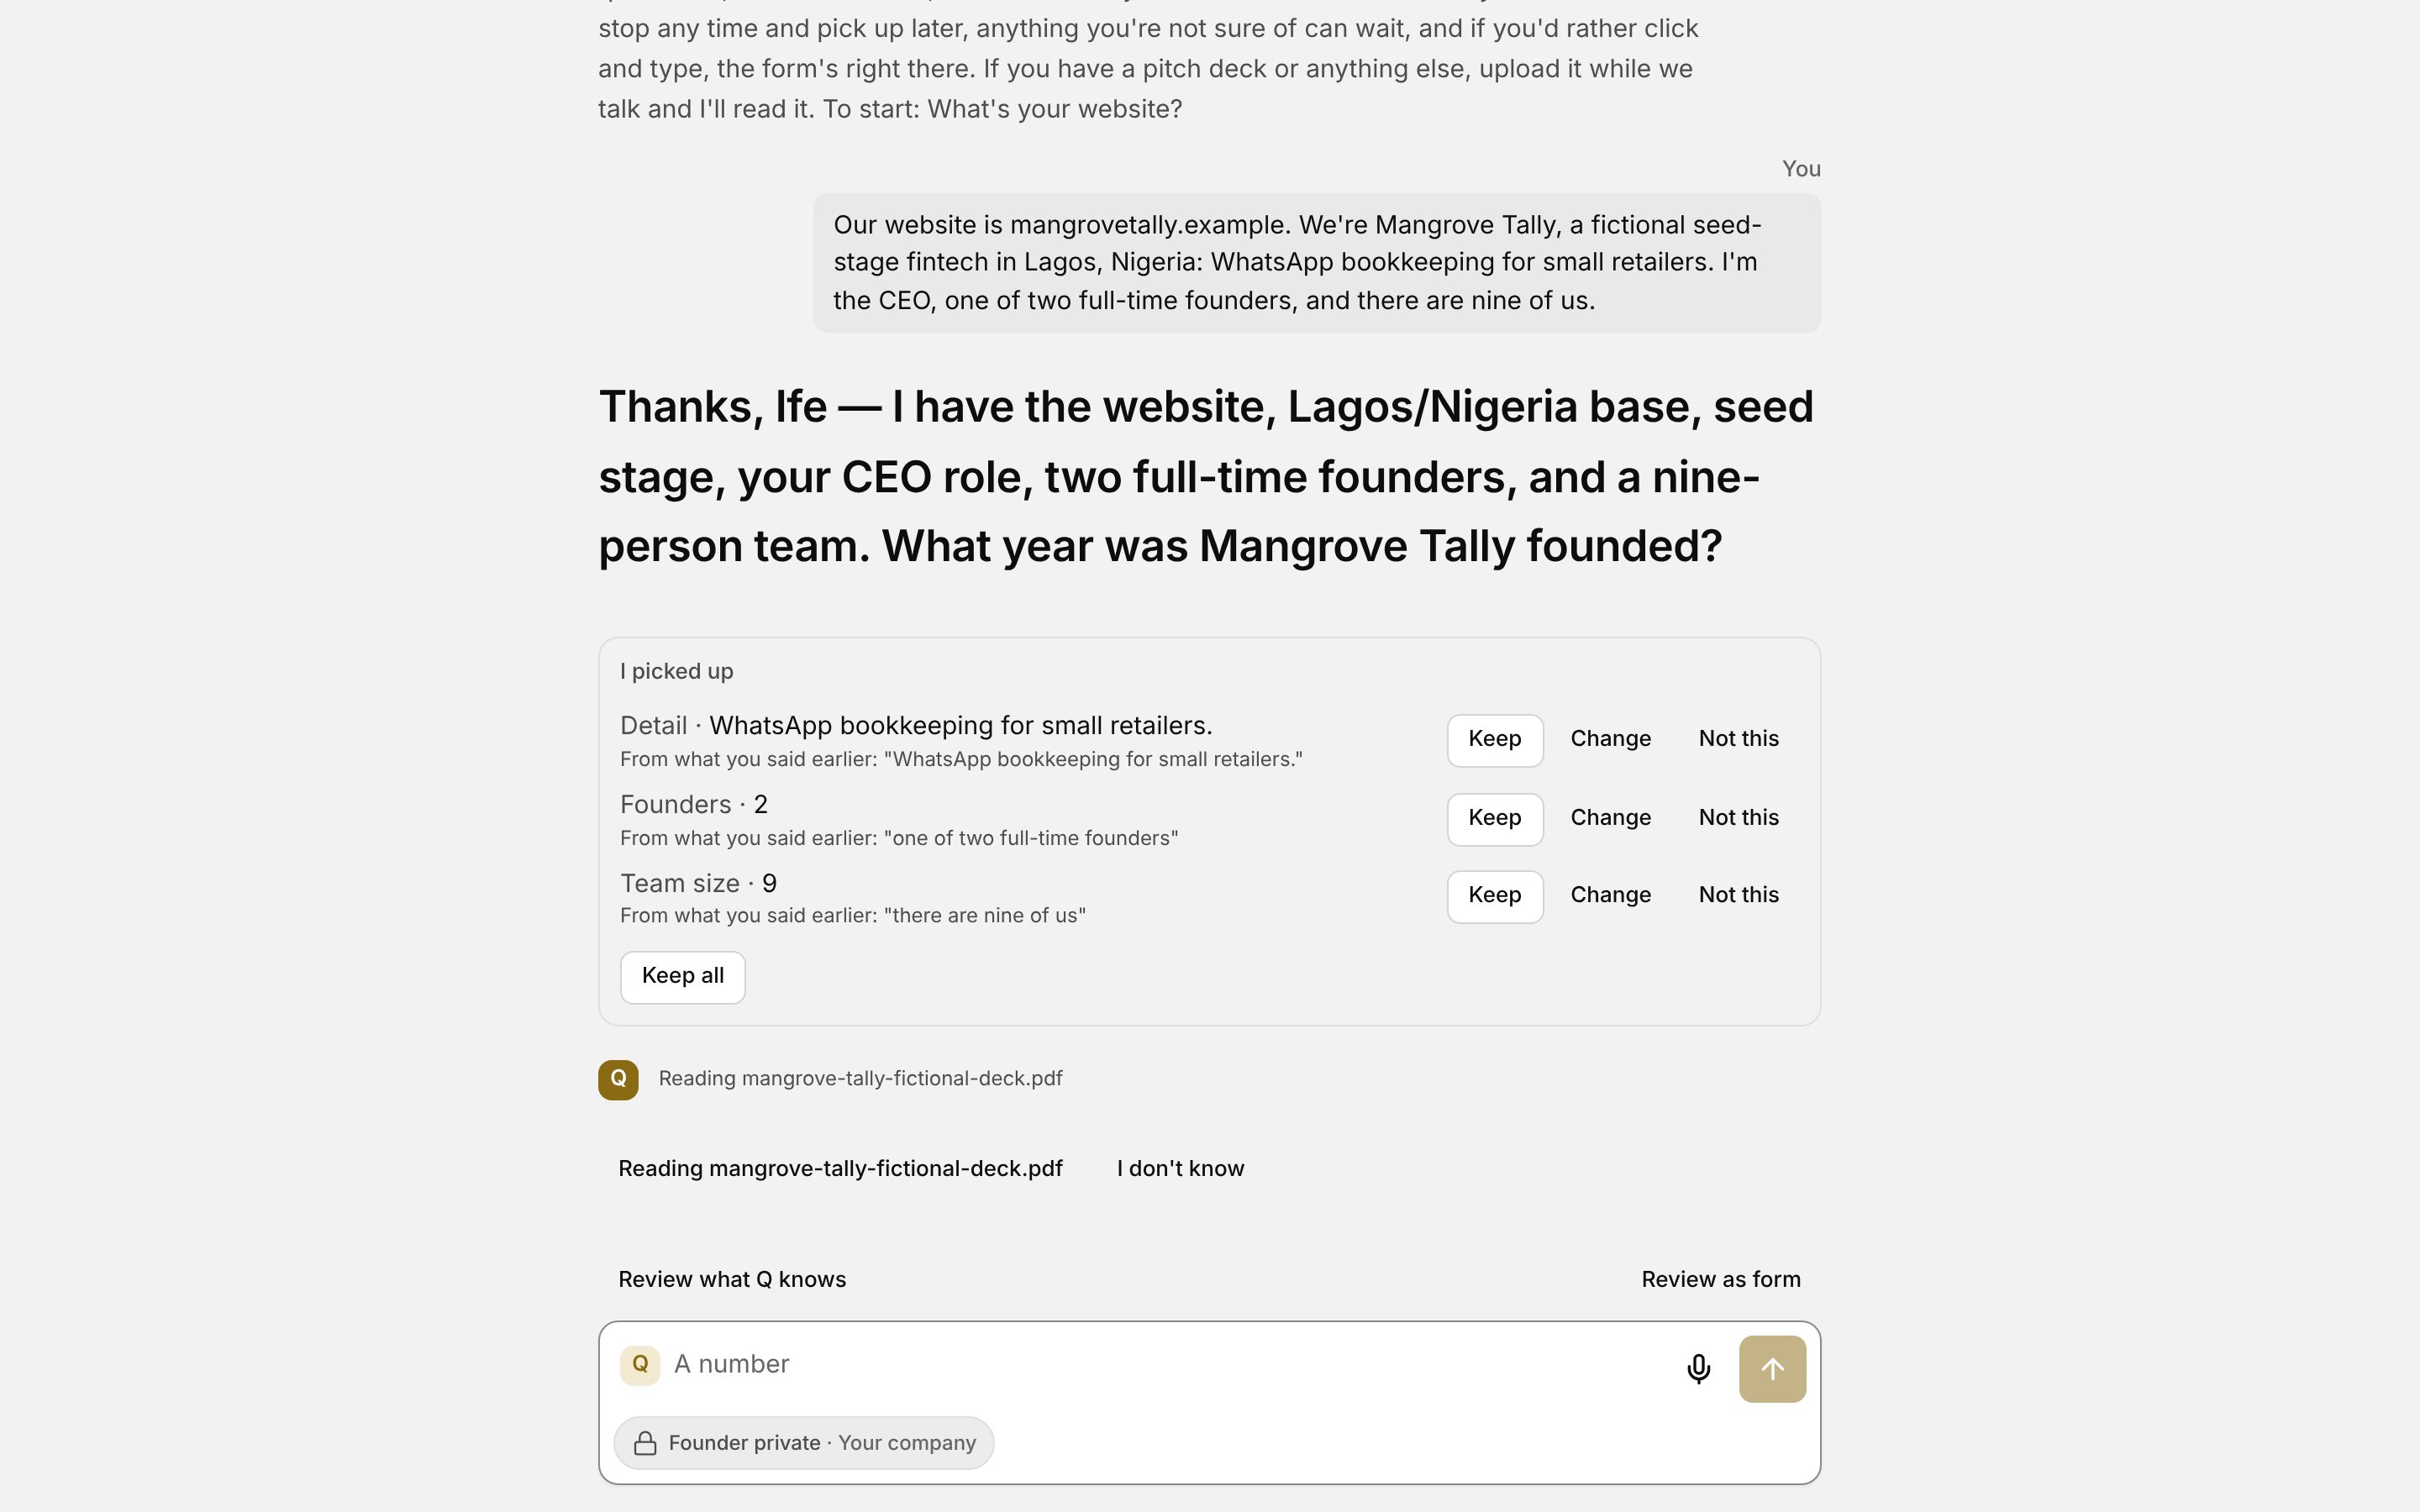 stop any time and pick up later, anything you're not sure of can wait, and if you'd rather click
and type, the form's right there. If you have a pitch deck or anything else, upload it while we
talk and I'll read it. To start: What's your website?
You
Our website is mangrovetally.example. We're Mangrove Tally, a fictional seed-
stage fintech in Lagos, Nigeria: WhatsApp bookkeeping for small retailers. I'm
the CEO, one of two full-time founders, and there are nine of us.
Thanks, Ife — I have the website, Lagos/Nigeria base, seed
stage, your CEO role, two full-time founders, and a nine-
person team. What year was Mangrove Tally founded?
I picked up
Detail · WhatsApp bookkeeping for small retailers.
From what you said earlier: "WhatsApp bookkeeping for small retailers."
Keep Change Not this
Founders · 2
From what you said earlier: "one of two full-time founders"
Keep Change Not this
Team size · 9
From what you said earlier: "there are nine of us"
Keep Change Not this
Keep all
Q Reading mangrove-tally-fictional-deck.pdf
Reading mangrove-tally-fictional-deck.pdf I don't know
Review what Q knows Review as form
Q A number
Founder private · Your company